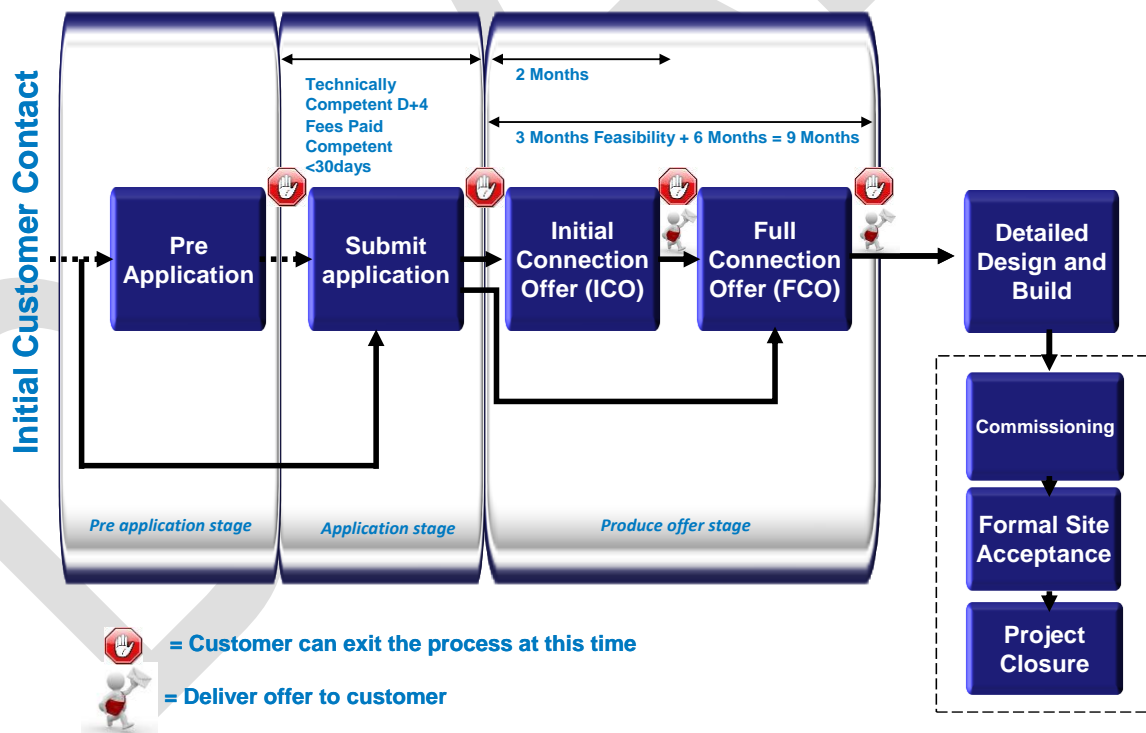 Initial Customer Contact
Technically
Competent D+4
Fees Paid
Competent
<30days
2 Months
3 Months Feasibility + 6 Months = 9 Months
Pre
Application
Submit
application
Initial
Connection
Offer (ICO)
Full
Connection
Offer (FCO)
Detailed
Design and
Build
Commissioning
Formal Site
Acceptance
Project
Closure
Pre application stage
Application stage
Produce offer stage
= Customer can exit the process at this time
= Deliver offer to customer